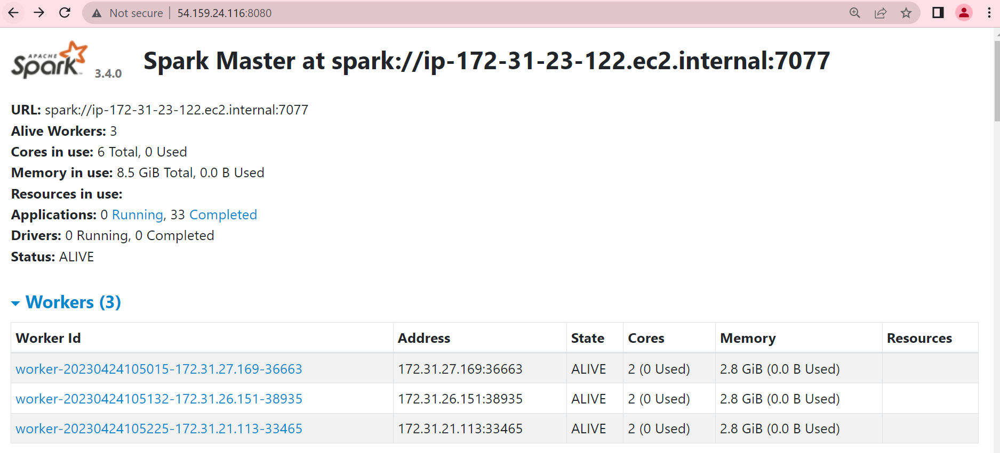 Not secure | 54.159.24.116:8080
APACHE
Spark™ 3.4.0
Spark Master at spark://ip-172-31-23-122.ec2.internal:7077
URL: spark://ip-172-31-23-122.ec2.internal:7077
Alive Workers: 3
Cores in use: 6 Total, 0 Used
Memory in use: 8.5 GiB Total, 0.0 B Used
Resources in use:
Applications: 0 Running, 33 Completed
Drivers: 0 Running, 0 Completed
Status: ALIVE
Workers (3)
Worker Id Address State Cores Memory Resources
worker-20230424105015-172.31.27.169-36663 172.31.27.169:36663 ALIVE 2 (0 Used) 2.8 GiB (0.0 B Used)
worker-20230424105132-172.31.26.151-38935 172.31.26.151:38935 ALIVE 2 (0 Used) 2.8 GiB (0.0 B Used)
worker-20230424105225-172.31.21.113-33465 172.31.21.113:33465 ALIVE 2 (0 Used) 2.8 GiB (0.0 B Used)